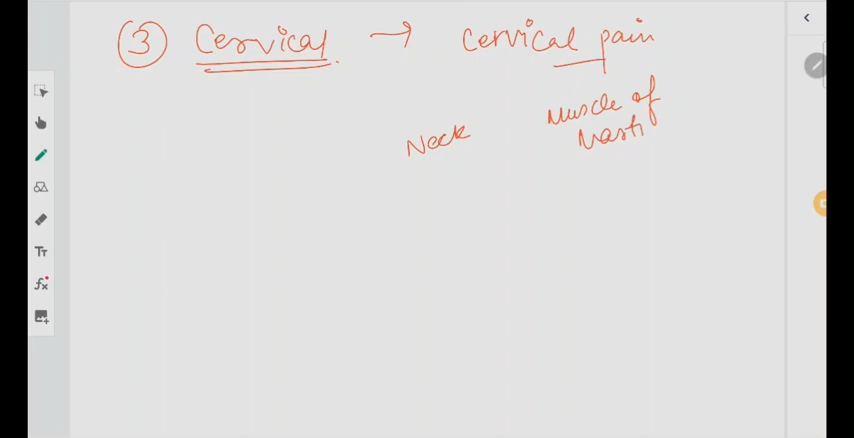 ③ Cervical → Cervical pain
Neck
Muscle of
Masti